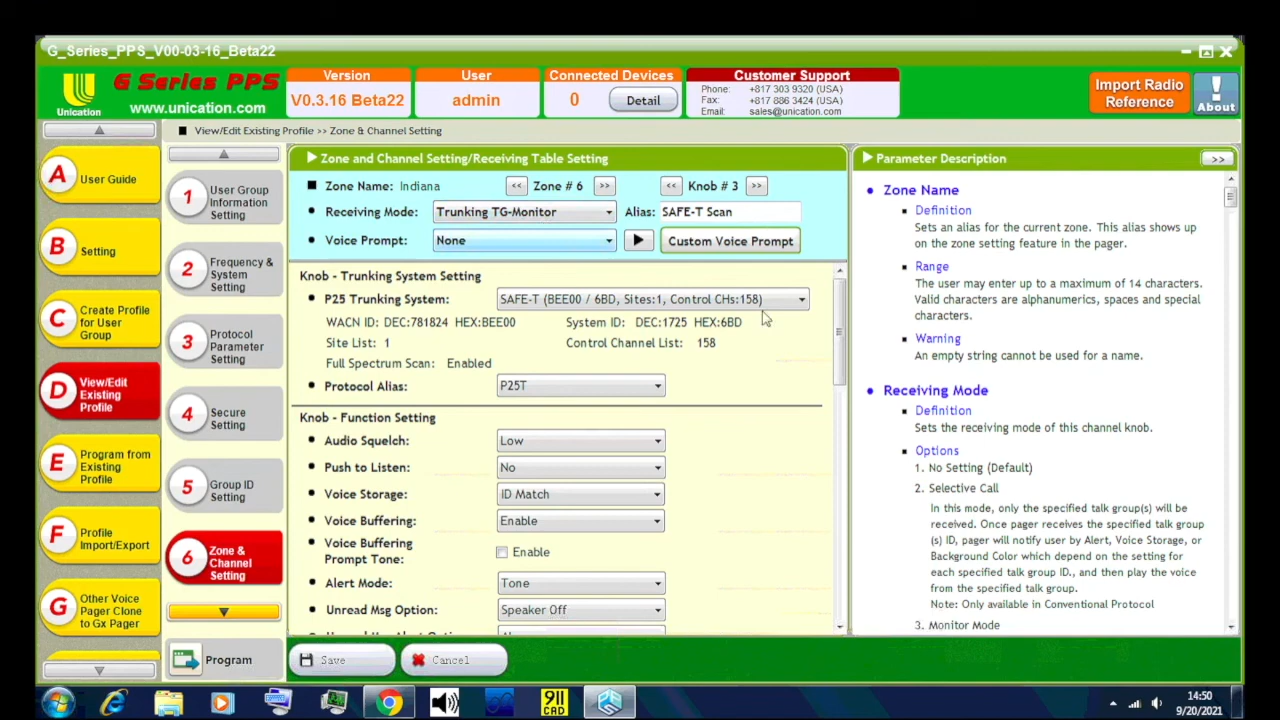 G_Series_PPS_V00-03-16_Beta22
Unication
G Series PPS
www.unication.com
Version
V0.3.16 Beta22
User
admin
Connected Devices
0
Detail
Customer Support
Phone: +817 303 9320 (USA)
Fax: +817 886 3424 (USA)
Email: sales@unication.com
Import Radio
Reference
!
About
View/Edit Existing Profile >> Zone & Channel Setting
A User Guide
B Setting
C Create Profile
for User
Group
D View/Edit
Existing
Profile
E Program from
Existing
Profile
F Profile
Import/Export
G Other Voice
Pager Clone
to Gx Pager
1 User Group
Information
Setting
2 Frequency &
System
Setting
3 Protocol
Parameter
Setting
4 Secure
Setting
5 Group ID
Setting
6 Zone &
Channel
Setting
Program
Zone and Channel Setting/Receiving Table Setting
Zone Name: Indiana << Zone # 6 >> << Knob # 3 >>
Receiving Mode: Trunking TG-Monitor Alias: SAFE-T Scan
Voice Prompt: None Custom Voice Prompt
Knob - Trunking System Setting
P25 Trunking System: SAFE-T (BEE00 / 6BD, Sites:1, Control CHs:158)
WACN ID: DEC:781824 HEX:BEE00 System ID: DEC:1725 HEX:6BD
Site List: 1 Control Channel List: 158
Full Spectrum Scan: Enabled
Protocol Alias: P25T
Knob - Function Setting
Audio Squelch: Low
Push to Listen: No
Voice Storage: ID Match
Voice Buffering: Enable
Voice Buffering
Prompt Tone: Enable
Alert Mode: Tone
Unread Msg Option: Speaker Off
Save Cancel
Parameter Description >>
Zone Name
Definition
Sets an alias for the current zone. This alias shows up
on the zone setting feature in the pager.
Range
The user may enter up to a maximum of 14 characters.
Valid characters are alphanumerics, spaces and special
characters.
Warning
An empty string cannot be used for a name.
Receiving Mode
Definition
Sets the receiving mode of this channel knob.
Options
1. No Setting (Default)
2. Selective Call
In this mode, only the specified talk group(s) will be
received. Once pager receives the specified talk group
(s) ID, pager will notify user by Alert, Voice Storage, or
Background Color which depend on the setting for
each specified talk group ID., and then play the voice
from the specified talk group.
Note: Only available in Conventional Protocol
3. Monitor Mode
911
CAD
14:50
9/20/2021